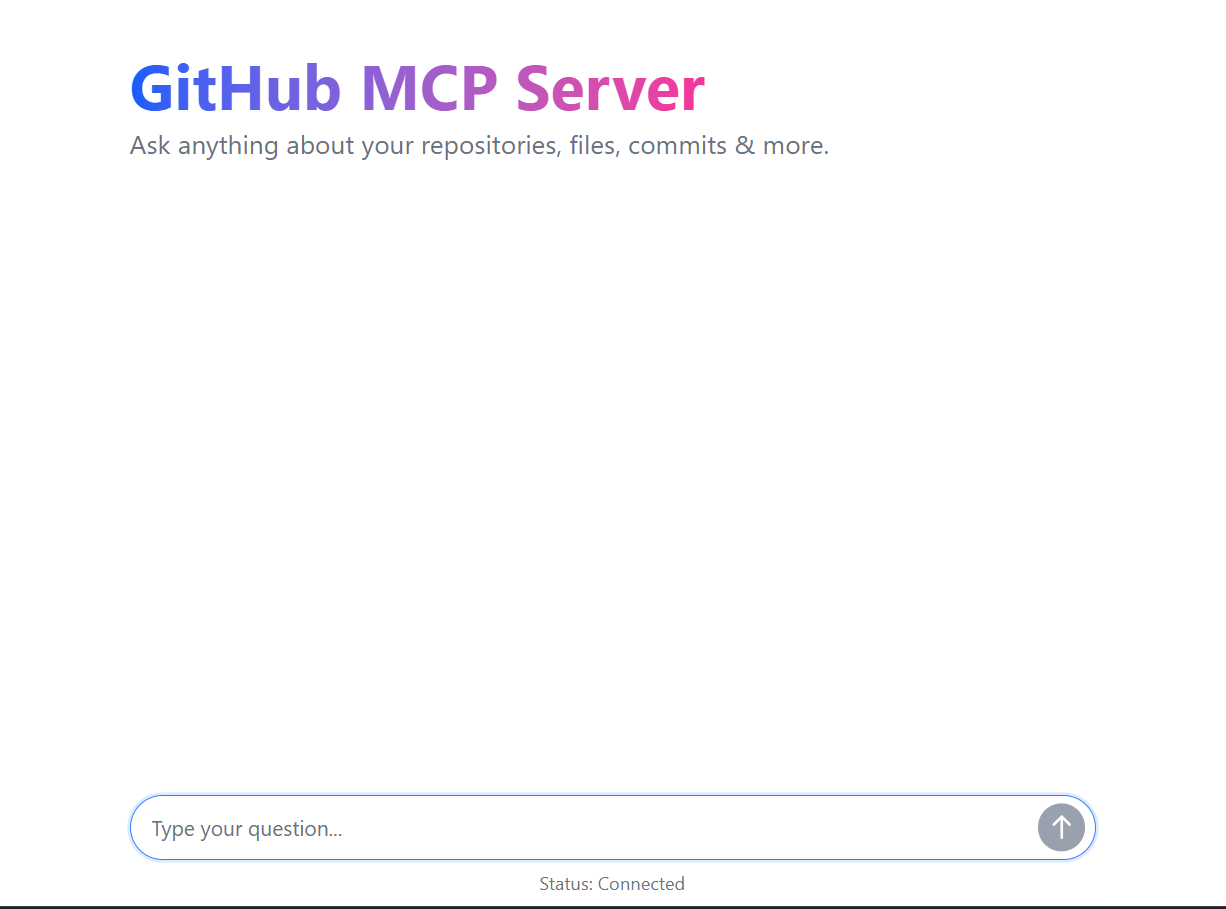 GitHub MCP Server
Ask anything about your repositories, files, commits & more.
Type your question...
Status: Connected